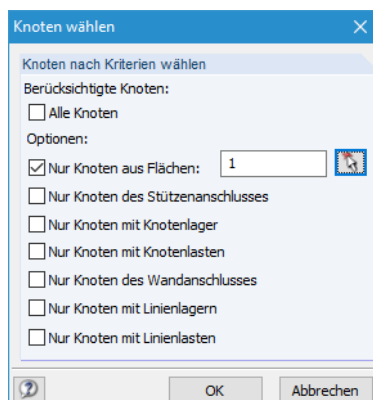 Knoten wählen
Knoten nach Kriterien wählen
Berücksichtigte Knoten:
Alle Knoten
Optionen:
Nur Knoten aus Flächen: 1
Nur Knoten des Stützenanschlusses
Nur Knoten mit Knotenlager
Nur Knoten mit Knotenlasten
Nur Knoten des Wandanschlusses
Nur Knoten mit Linienlagern
Nur Knoten mit Linienlasten
OK Abbrechen